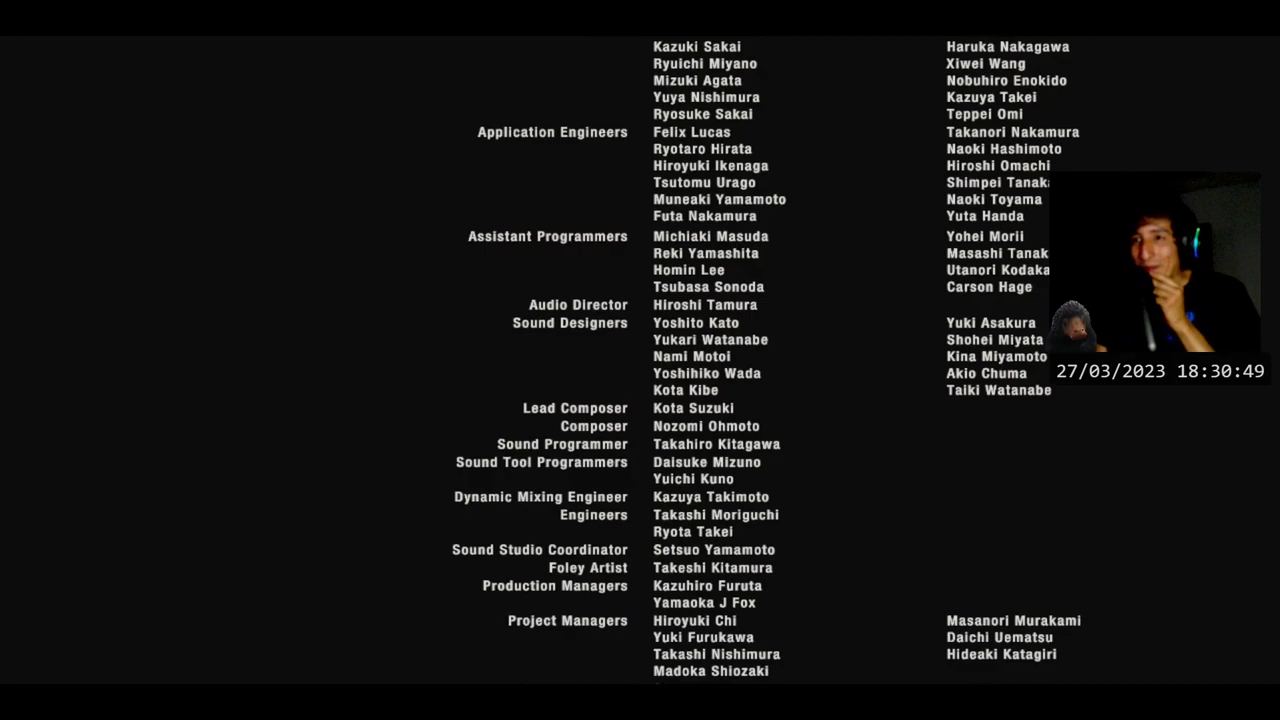 Kazuki Sakai Haruka Nakagawa
Ryuichi Miyano Xiwei Wang
Mizuki Agata Nobuhiro Enokido
Yuya Nishimura Kazuya Takei
Ryosuke Sakai Teppei Omi
Application Engineers Felix Lucas Takanori Nakamura
Ryotaro Hirata Naoki Hashimoto
Hiroyuki Ikenaga Hiroshi Omachi
Tsutomu Urago Shimpei Tanaka
Muneaki Yamamoto Naoki Toyama
Futa Nakamura Yuta Handa
Assistant Programmers Michiaki Masuda Yohei Morii
Reki Yamashita Masashi Tanak
Homin Lee Utanori Kodaka
Tsubasa Sonoda Carson Hage
Audio Director Hiroshi Tamura
Sound Designers Yoshito Kato Yuki Asakura
Yukari Watanabe Shohei Miyata
Nami Motoi Kina Miyamoto
Yoshihiko Wada Akio Chuma
Kota Kibe Taiki Watanabe
27/03/2023 18:30:49
Lead Composer Kota Suzuki
Composer Nozomi Ohmoto
Sound Programmer Takahiro Kitagawa
Sound Tool Programmers Daisuke Mizuno
Yuichi Kuno
Dynamic Mixing Engineer Kazuya Takimoto
Engineers Takashi Moriguchi
Ryota Takei
Sound Studio Coordinator Setsuo Yamamoto
Foley Artist Takeshi Kitamura
Production Managers Kazuhiro Furuta
Yamaoka J Fox
Project Managers Hiroyuki Chi Masanori Murakami
Yuki Furukawa Daichi Uematsu
Takashi Nishimura Hideaki Katagiri
Madoka Shiozaki